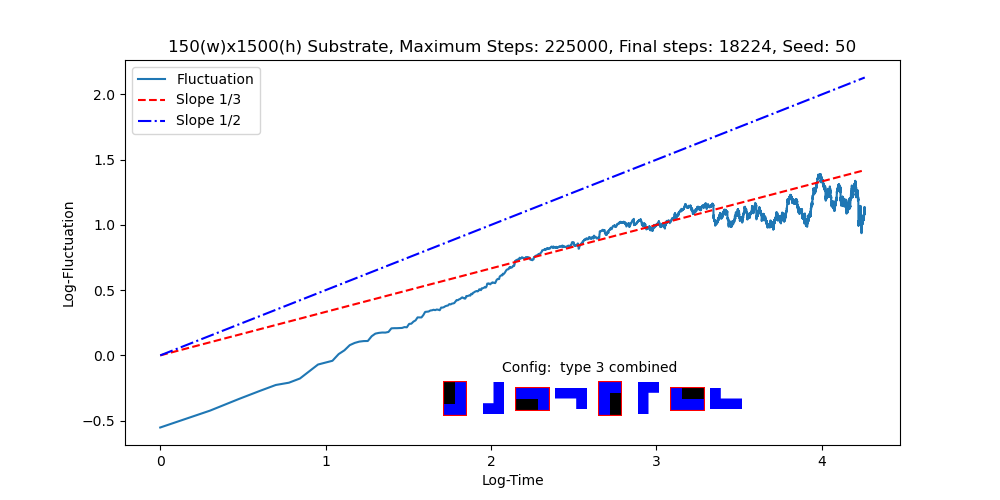 150(w)x1500(h) Substrate, Maximum Steps: 225000, Final steps: 18224, Seed: 50
Fluctuation
Slope 1/3
Slope 1/2
2.0
1.5
1.0
0.5
0.0
−0.5
Log-Fluctuation
Config:  type 3 combined
0 1 2 3 4
Log-Time